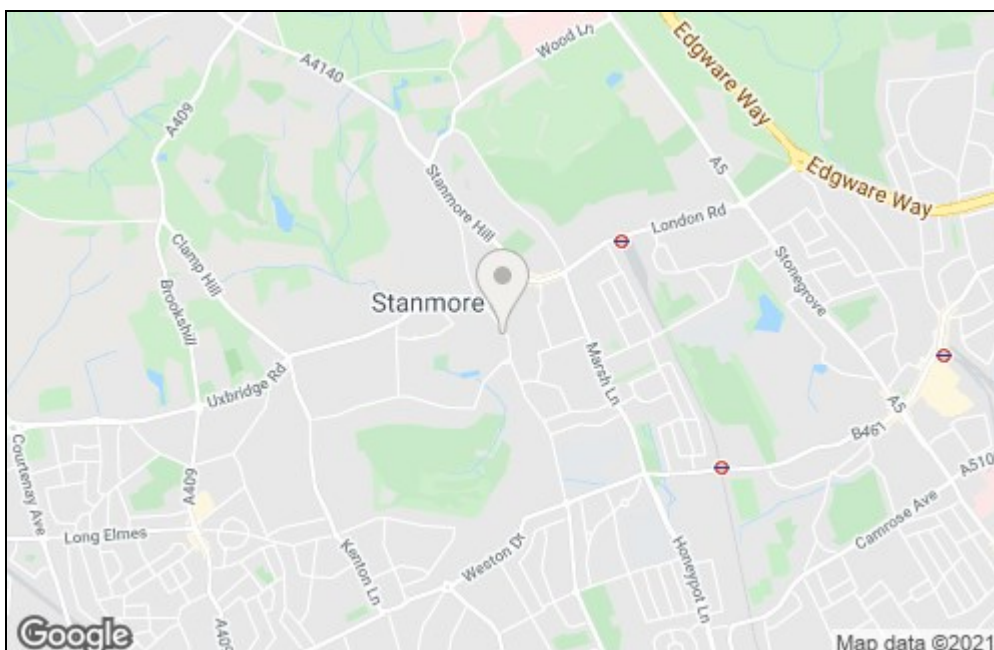 Wood Ln
Edgware Way
A4140
A409
A5
Edgware Way
Stanmore Hill
London Rd
Clamp Hill
Stonegrove
Stanmore
Brookshill
Marsh Ln
Uxbridge Rd
A5
B461
Courtenay Ave
A409
A510
Camrose Ave
Long Elmes
Kenton Ln
Weston Dr
Honeypot Ln
A409
Google
Map data ©2021